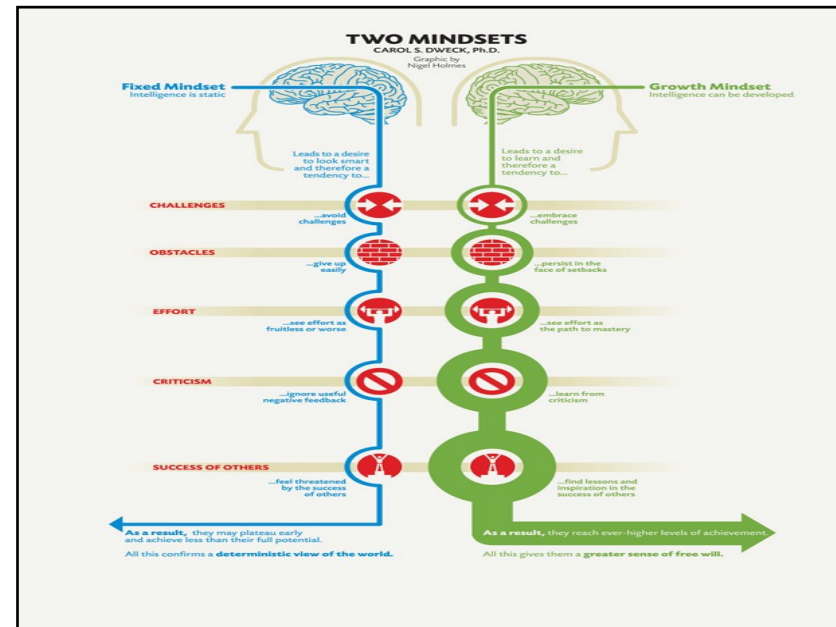 TWO MINDSETS
CAROL S. DWECK, Ph.D.
Graphic by
Nigel Holmes
Fixed Mindset
Intelligence is static
Growth Mindset
Intelligence can be developed
Leads to a desire
to look smart
and therefore a
tendency to...
Leads to a desire
to learn and
therefore a
tendency to...
CHALLENGES
...avoid
challenges
...embrace
challenges
OBSTACLES
...give up
easily
...persist in the
face of setbacks
EFFORT
...see effort as
fruitless or worse
...see effort as
the path to mastery
CRITICISM
...ignore useful
negative feedback
...learn from
criticism
SUCCESS OF OTHERS
...feel threatened
by the success
of others
...find lessons and
inspiration in the
success of others
As a result, they may plateau early
and achieve less than their full potential.
All this confirms a deterministic view of the world.
As a result, they reach ever-higher levels of achievement.
All this gives them a greater sense of free will.